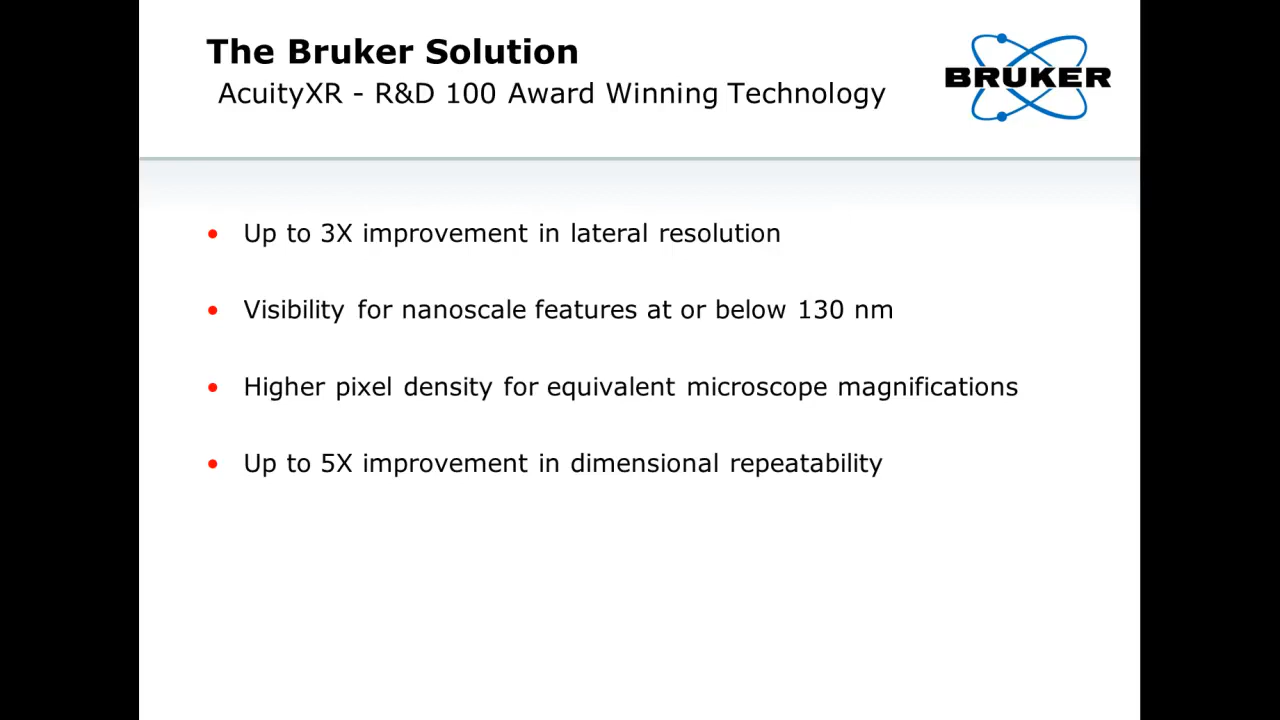 The Bruker Solution
AcuityXR - R&D 100 Award Winning Technology
BRUKER
• Up to 3X improvement in lateral resolution
• Visibility for nanoscale features at or below 130 nm
• Higher pixel density for equivalent microscope magnifications
• Up to 5X improvement in dimensional repeatability